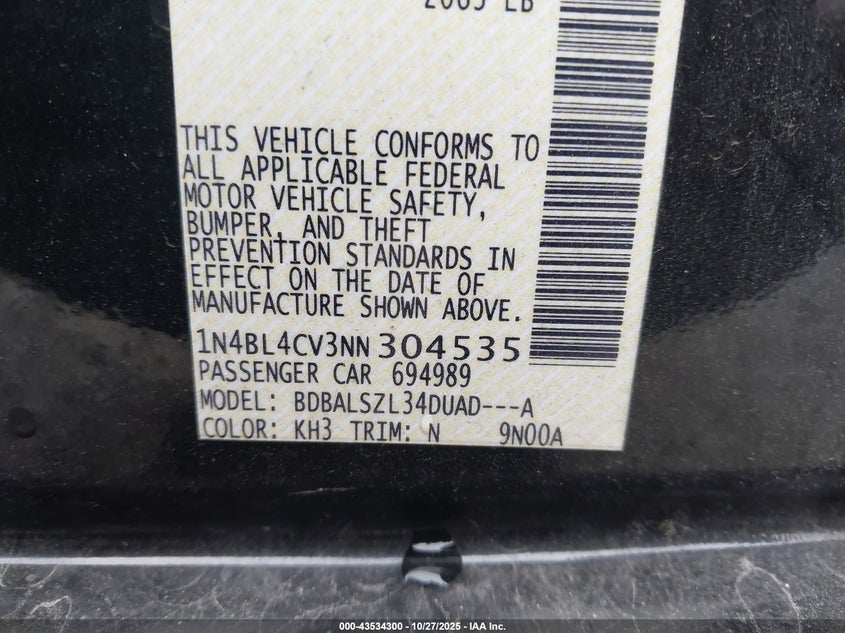 2065 LB
THIS VEHICLE CONFORMS TO
ALL APPLICABLE FEDERAL
MOTOR VEHICLE SAFETY,
BUMPER, AND THEFT
PREVENTION STANDARDS IN
EFFECT ON THE DATE OF
MANUFACTURE SHOWN ABOVE.
1N4BL4CV3NN304535
PASSENGER CAR 694989
MODEL: BDBALSZL34DUAD---A
COLOR: KH3 TRIM: N 9N00A
000-43534300 | 10/27/2025 | IAA Inc.